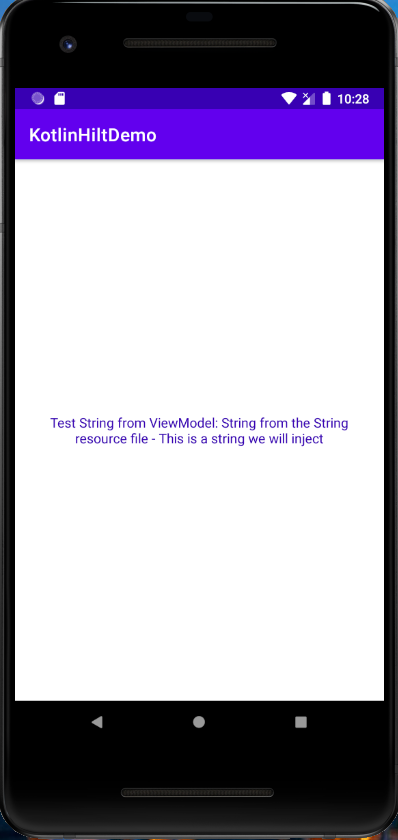 10:28
KotlinHiltDemo
Test String from ViewModel: String from the String
resource file - This is a string we will inject